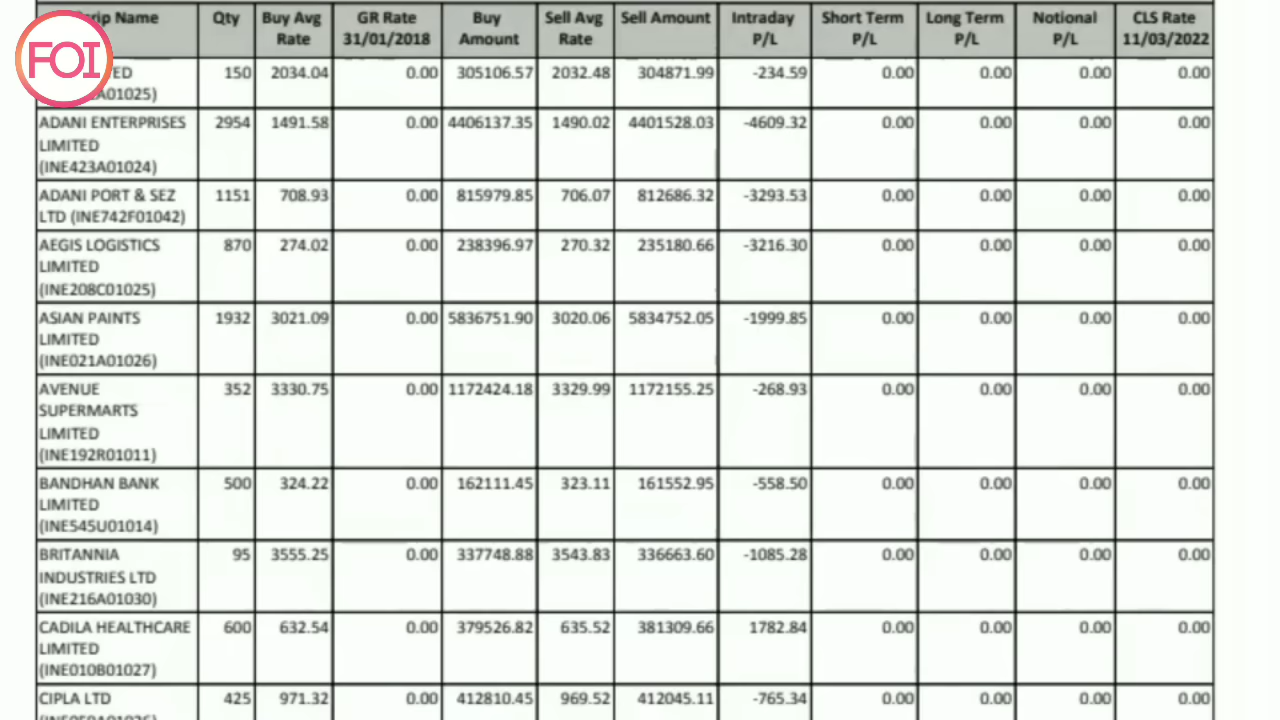 FOI
Scrip Name Qty Buy Avg Rate GR Rate 31/01/2018 Buy Amount Sell Avg Rate Sell Amount Intraday P/L Short Term P/L Long Term P/L Notional P/L CLS Rate 11/03/2022
150 2034.04 0.00 305106.57 2032.48 304871.99 -234.59 0.00 0.00 0.00 0.00
A01025)
ADANI ENTERPRISES 2954 1491.58 0.00 4406137.35 1490.02 4401528.03 -4609.32 0.00 0.00 0.00 0.00
LIMITED
(INE423A01024)
ADANI PORT & SEZ 1151 708.93 0.00 815979.85 706.07 812686.32 -3293.53 0.00 0.00 0.00 0.00
LTD (INE742F01042)
AEGIS LOGISTICS 870 274.02 0.00 238396.97 270.32 235180.66 -3216.30 0.00 0.00 0.00 0.00
LIMITED
(INE208C01025)
ASIAN PAINTS 1932 3021.09 0.00 5836751.90 3020.06 5834752.05 -1999.85 0.00 0.00 0.00 0.00
LIMITED
(INE021A01026)
AVENUE 352 3330.75 0.00 1172424.18 3329.99 1172155.25 -268.93 0.00 0.00 0.00 0.00
SUPERMARTS
LIMITED
(INE192R01011)
BANDHAN BANK 500 324.22 0.00 162111.45 323.11 161552.95 -558.50 0.00 0.00 0.00 0.00
LIMITED
(INE545U01014)
BRITANNIA 95 3555.25 0.00 337748.88 3543.83 336663.60 -1085.28 0.00 0.00 0.00 0.00
INDUSTRIES LTD
(INE216A01030)
CADILA HEALTHCARE 600 632.54 0.00 379526.82 635.52 381309.66 1782.84 0.00 0.00 0.00 0.00
LIMITED
(INE010B01027)
CIPLA LTD 425 971.32 0.00 412810.45 969.52 412045.11 -765.34 0.00 0.00 0.00 0.00